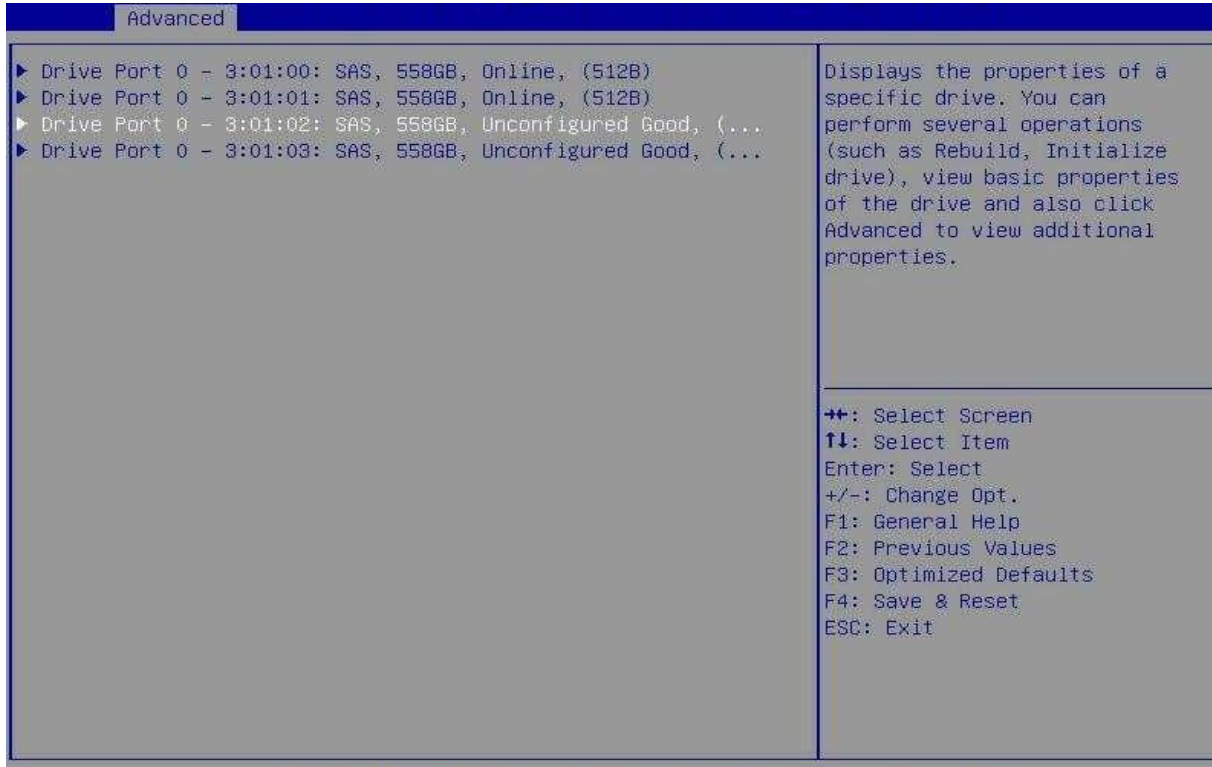 Advanced
▶ Drive Port 0 - 3:01:00: SAS, 558GB, Online, (512B)
▶ Drive Port 0 - 3:01:01: SAS, 558GB, Online, (512B)
▶ Drive Port 0 - 3:01:02: SAS, 558GB, Unconfigured Good, (...
▶ Drive Port 0 - 3:01:03: SAS, 558GB, Unconfigured Good, (...
Displays the properties of a
specific drive. You can
perform several operations
(such as Rebuild, Initialize
drive), view basic properties
of the drive and also click
Advanced to view additional
properties.
→←: Select Screen
↑↓: Select Item
Enter: Select
+/-: Change Opt.
F1: General Help
F2: Previous Values
F3: Optimized Defaults
F4: Save & Reset
ESC: Exit